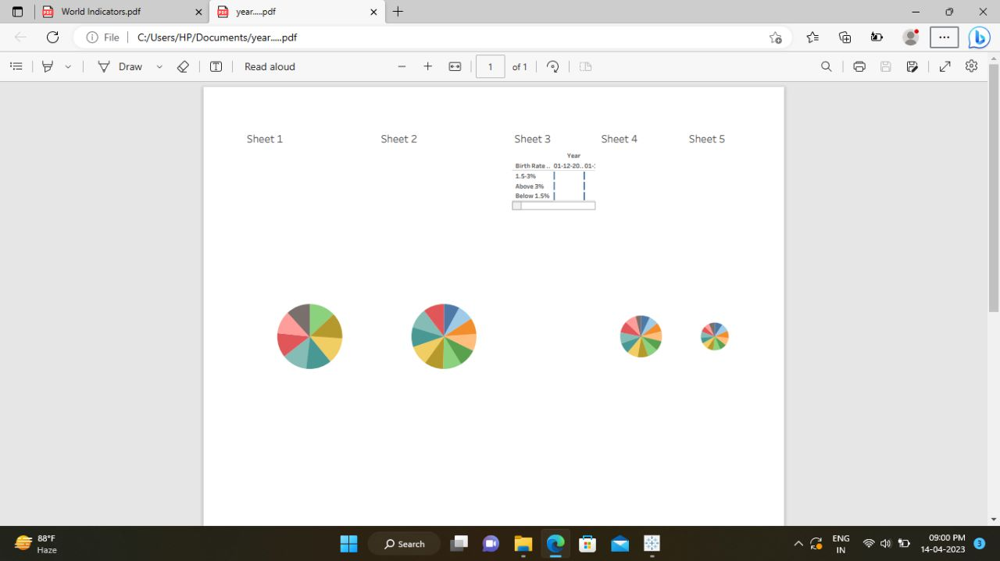 World Indicators.pdf
year.....pdf
File
C:/Users/HP/Documents/year.....pdf
Draw
Read aloud
1
of 1
Sheet 1
Sheet 2
Sheet 3
Sheet 4
Sheet 5
Year
Birth Rate .. 01-12-20.. 01-:
1.5-3%
Above 3%
Below 1.5%
88°F
Haze
Search
ENG
IN
09:00 PM
14-04-2023
3